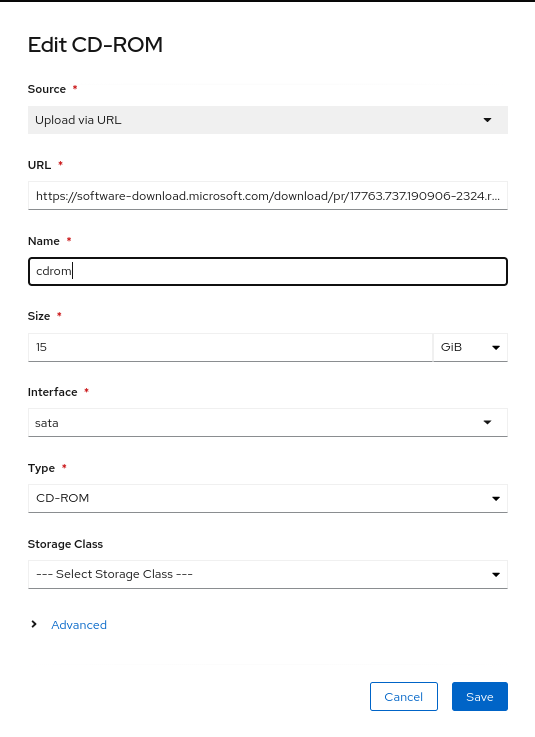 Edit CD-ROM
Source *
Upload via URL
URL *
https://software-download.microsoft.com/download/pr/17763.737.190906-2324.r...
Name *
cdrom
Size *
15 GiB
Interface *
sata
Type *
CD-ROM
Storage Class
--- Select Storage Class ---
Advanced
Cancel Save